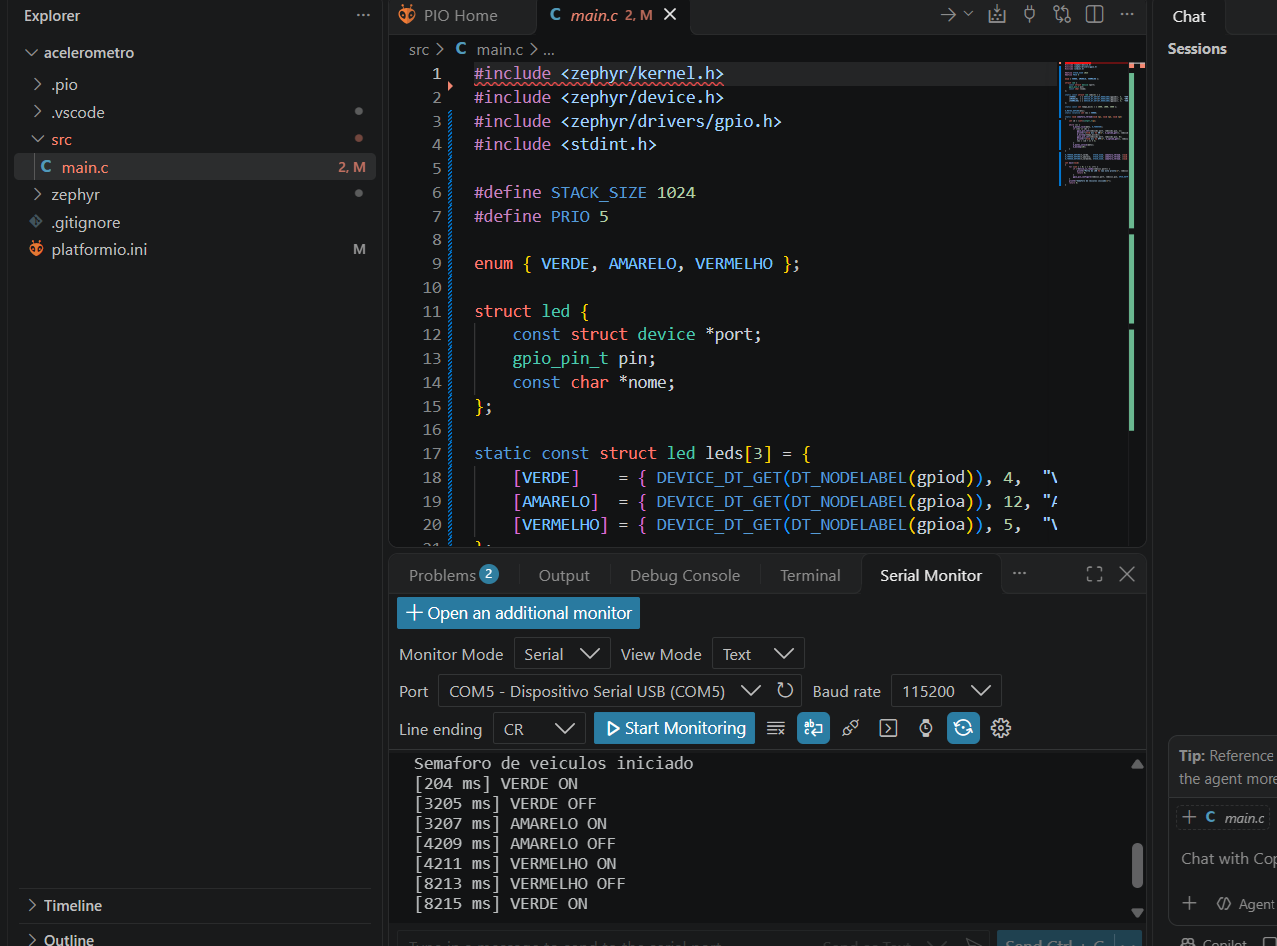 Explorer
acelerometro
.pio
.vscode
src
main.c 2, M
zephyr
.gitignore
platformio.ini M
Timeline
Outline
PIO Home
main.c 2, M
src > main.c > ...
1 #include <zephyr/kernel.h>
2 #include <zephyr/device.h>
3 #include <zephyr/drivers/gpio.h>
4 #include <stdint.h>
5
6 #define STACK_SIZE 1024
7 #define PRIO 5
8
9 enum { VERDE, AMARELO, VERMELHO };
10
11 struct led {
12 const struct device *port;
13 gpio_pin_t pin;
14 const char *nome;
15 };
16
17 static const struct led leds[3] = {
18 [VERDE] = { DEVICE_DT_GET(DT_NODELABEL(gpiod)), 4, "V
19 [AMARELO] = { DEVICE_DT_GET(DT_NODELABEL(gpioa)), 12, "A
20 [VERMELHO] = { DEVICE_DT_GET(DT_NODELABEL(gpioa)), 5, "V
21 };
Problems 2 Output Debug Console Terminal Serial Monitor
+ Open an additional monitor
Monitor Mode Serial View Mode Text
Port COM5 - Dispositivo Serial USB (COM5) Baud rate 115200
Line ending CR Start Monitoring
Semaforo de veiculos iniciado
[204 ms] VERDE ON
[3205 ms] VERDE OFF
[3207 ms] AMARELO ON
[4209 ms] AMARELO OFF
[4211 ms] VERMELHO ON
[8213 ms] VERMELHO OFF
[8215 ms] VERDE ON
Chat
Sessions
Tip: Reference
the agent more
+ C main.c
Chat with Cop
Agent
Copilot